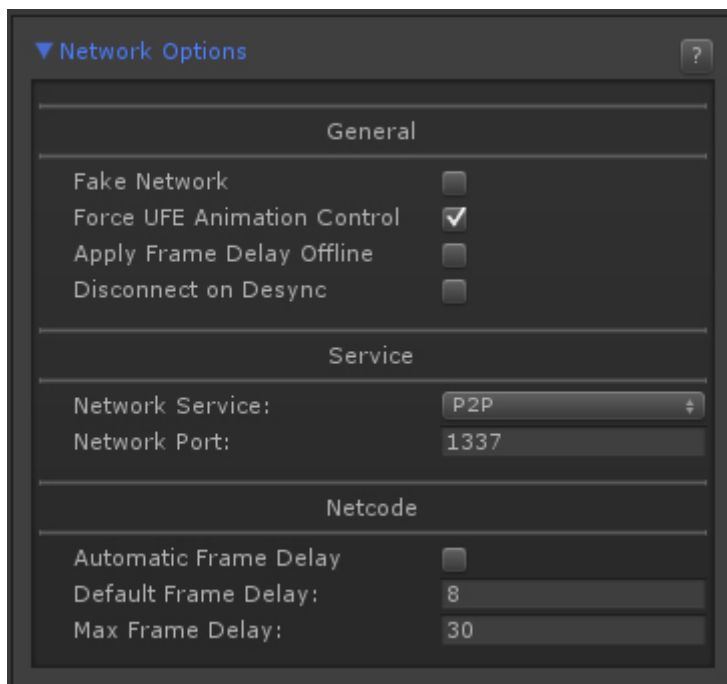 Network Options
?
General
Fake Network
Force UFE Animation Control
Apply Frame Delay Offline
Disconnect on Desync
Service
Network Service: P2P
Network Port: 1337
Netcode
Automatic Frame Delay
Default Frame Delay: 8
Max Frame Delay: 30